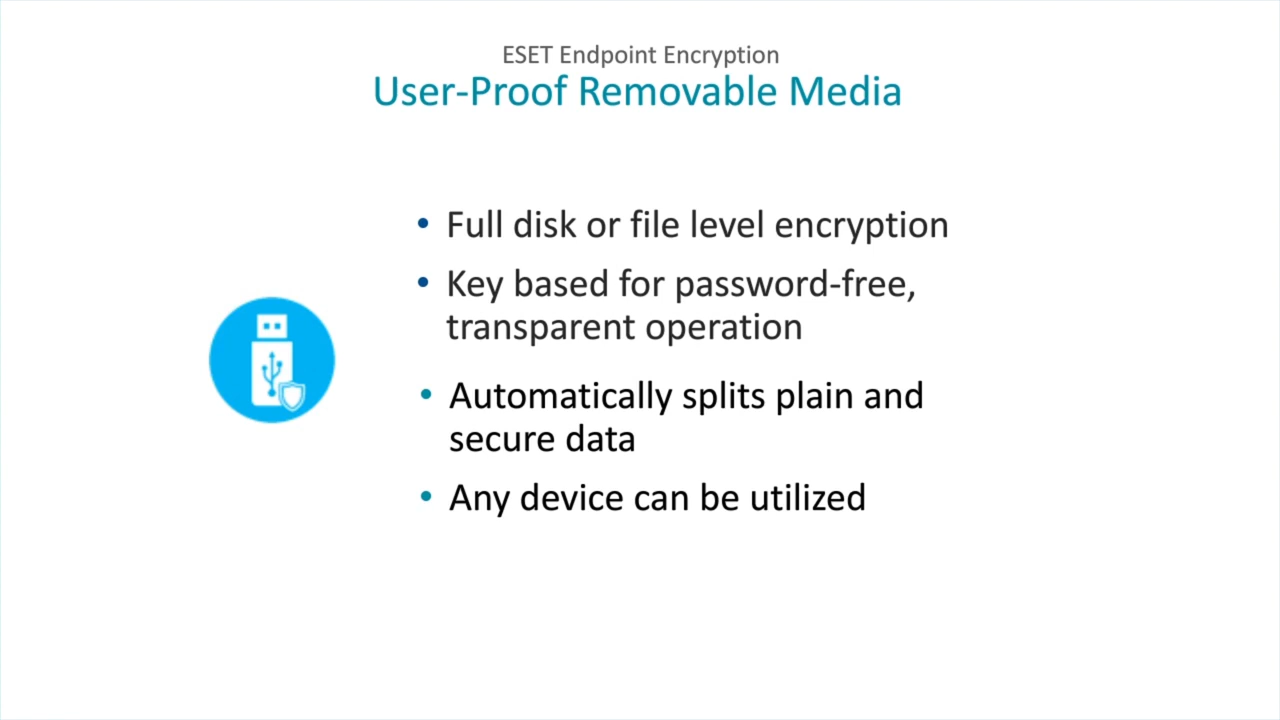 ESET Endpoint Encryption
User-Proof Removable Media
• Full disk or file level encryption
• Key based for password-free,
transparent operation
• Automatically splits plain and
secure data
• Any device can be utilized